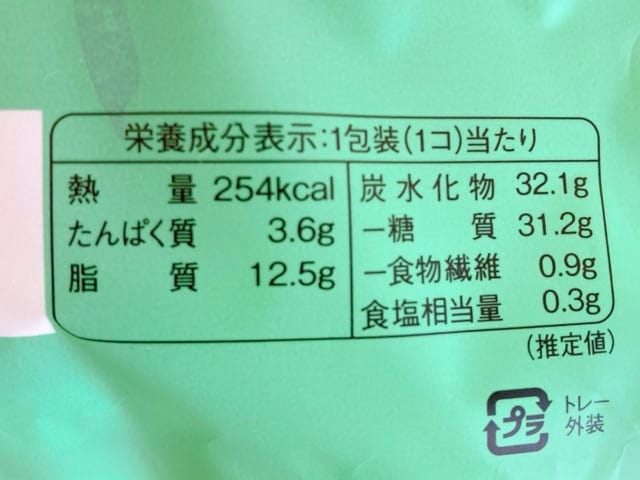 栄養成分表示:1包装(1コ)当たり
熱量 254kcal
たんぱく質 3.6g
脂質 12.5g
炭水化物 32.1g
−糖質 31.2g
−食物繊維 0.9g
食塩相当量 0.3g
(推定値)
プラ
トレー
外装